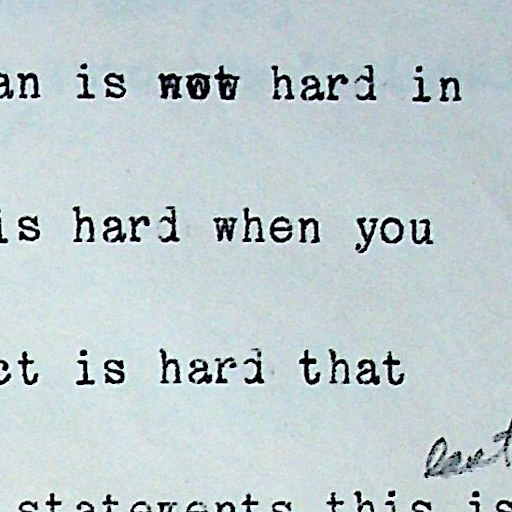 an is not hard in
is hard when you
ct is hard that
statements this is